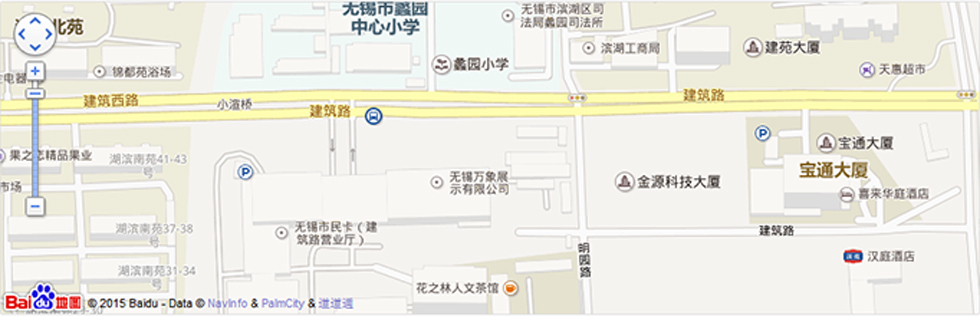 北苑
无锡市蠡园
中心小学
无锡市滨湖区司
法局蠡园司法所
滨湖工商局
建苑大厦
天惠超市
蠡园小学
锦都苑浴场
电器
建筑西路
小渲桥
建筑路
建筑路
果之恋精品果业
湖滨南苑41-43
号
市场
无锡万象展
示有限公司
金源科技大厦
宝通大厦
宝通大厦
喜来华庭酒店
湖滨南苑37-38
号
无锡市民卡（建
筑路营业厅）
建筑路
明园路
汉庭酒店
湖滨南苑31-34
号
花之林人文茶馆
Bai du 地图
© 2015 Baidu - Data © NavInfo & PalmCity & 道道通